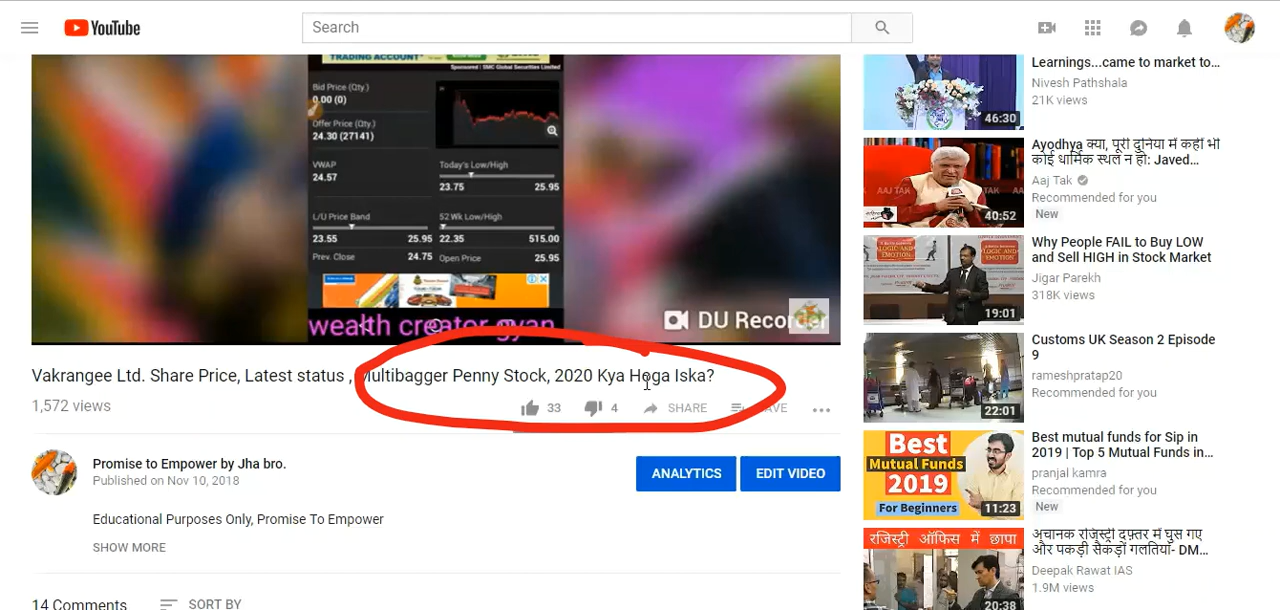 YouTube
Search
TRADING ACCOUNT
Sponsored | SMC Global Securities Limited
Bid Price (Qty.)
0.00 (0)
Offer Price (Qty.)
24.30 (27141)
VWAP
24.57
Today's Low/High
23.75 25.95
L/U Price Band
23.55 25.95
52 Wk Low/High
22.35 515.00
Prev. Close 24.75
Open Price 25.95
wealth creator gyan
DU Recorder
Vakrangee Ltd. Share Price, Latest status , Multibagger Penny Stock, 2020 Kya Hoga Iska?
1,572 views
33
4
SHARE
SAVE
Promise to Empower by Jha bro.
Published on Nov 10, 2018
ANALYTICS
EDIT VIDEO
Educational Purposes Only, Promise To Empower
SHOW MORE
14 Comments
SORT BY
Learnings...came to market to...
Nivesh Pathshala
21K views
46:30
Ayodhya क्या, पूरी दुनिया में कहीं भी
कोई धार्मिक स्थल न हो: Javed...
Aaj Tak
Recommended for you
New
AAJ TAK
40:52
Why People FAIL to Buy LOW
and Sell HIGH in Stock Market
Jigar Parekh
318K views
LOGIC AND
EMOTION
19:01
Customs UK Season 2 Episode
9
rameshpratap20
Recommended for you
22:01
Best mutual funds for Sip in
2019 | Top 5 Mutual Funds in...
pranjal kamra
Recommended for you
New
Best
Mutual Funds
2019
For Beginners
11:23
अचानक रजिस्ट्री दफ़्तर में घुस गए
और पकड़ी सैकड़ों गलतियां- DM...
Deepak Rawat IAS
1.9M views
रजिस्ट्री ऑफिस में छापा
20:38